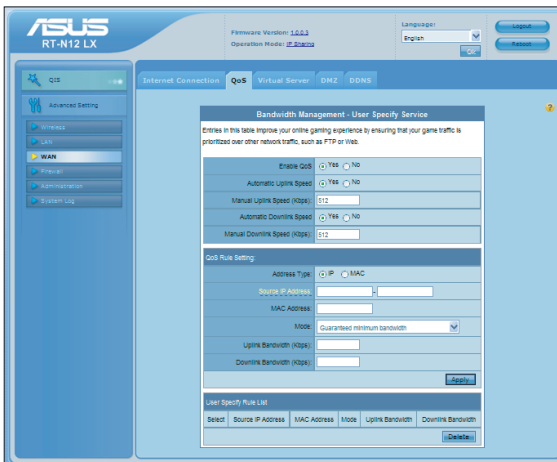 ASUS
RT-N12 LX
Firmware Version: 1.0.0.3
Operation Mode: IP Sharing
Language:
English
Logout
Reboot
QIS
Advanced Setting
Wireless
LAN
WAN
Firewall
Administration
System Log
Internet Connection QoS Virtual Server DMZ DDNS
?
Bandwidth Management - User Specify Service
Entries in this table improve your online gaming experience by ensuring that your game traffic is
prioritized over other network traffic, such as FTP or Web.
Enable QoS Yes No
Automatic Uplink Speed Yes No
Manual Uplink Speed (Kbps): 512
Automatic Downlink Speed Yes No
Manual Downlink Speed (Kbps): 512
QoS Rule Setting:
Address Type: IP MAC
Source IP Address: -
MAC Address:
Mode: Guaranteed minimum bandwidth
Uplink Bandwidth (Kbps):
Downlink Bandwidth (Kbps):
Apply
User Specify Rule List
Select Source IP Address MAC Address Mode Uplink Bandwidth Downlink Bandwidth
Delete